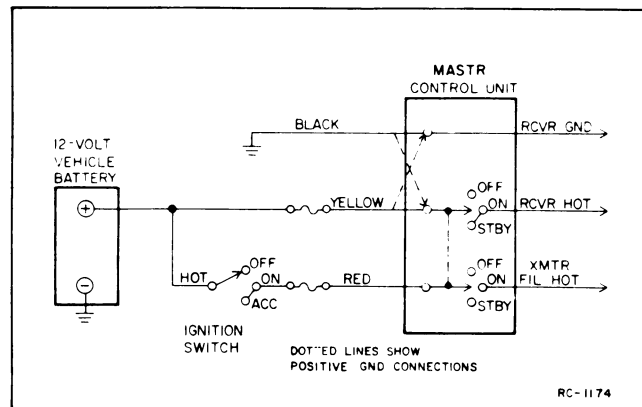 MASTR
CONTROL UNIT
BLACK
RCVR GND
12-VOLT
VEHICLE
BATTERY
OFF
+
YELLOW
ON
RCVR HOT
STBY
OFF
OFF
XMTR
HOT
ON
RED
ON
FIL HOT
−
ACC
STBY
IGNITION
SWITCH
DOTTED LINES SHOW
POSITIVE GND CONNECTIONS
RC-1174